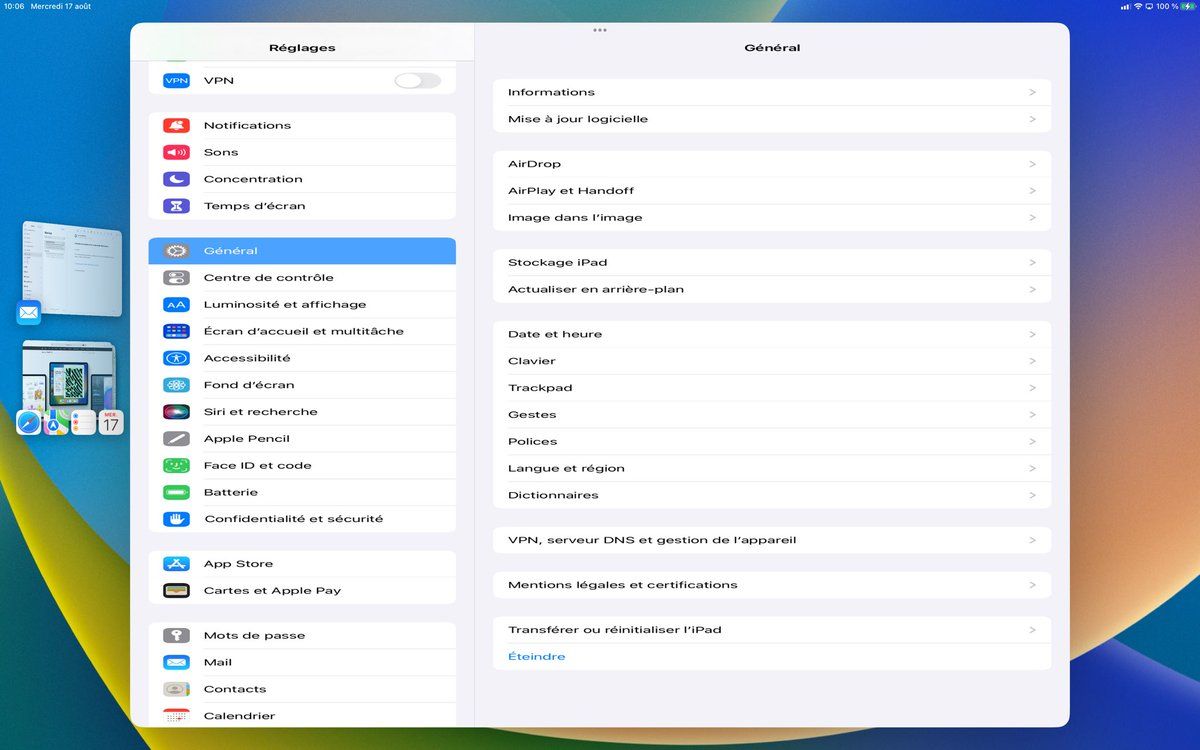 10:06 Mercredi 17 août
100 %
Réglages
VPN
VPN
Notifications
Sons
Concentration
Temps d’écran
Général
Centre de contrôle
AA
Luminosité et affichage
Écran d’accueil et multitâche
Accessibilité
Fond d’écran
Siri et recherche
Apple Pencil
Face ID et code
Batterie
Confidentialité et sécurité
App Store
Cartes et Apple Pay
Mots de passe
Mail
Contacts
Calendrier
Général
Informations
Mise à jour logicielle
AirDrop
AirPlay et Handoff
Image dans l’image
Stockage iPad
Actualiser en arrière-plan
Date et heure
Clavier
Trackpad
Gestes
Polices
Langue et région
Dictionnaires
VPN, serveur DNS et gestion de l’appareil
Mentions légales et certifications
Transférer ou réinitialiser l’iPad
Éteindre
MER.
17